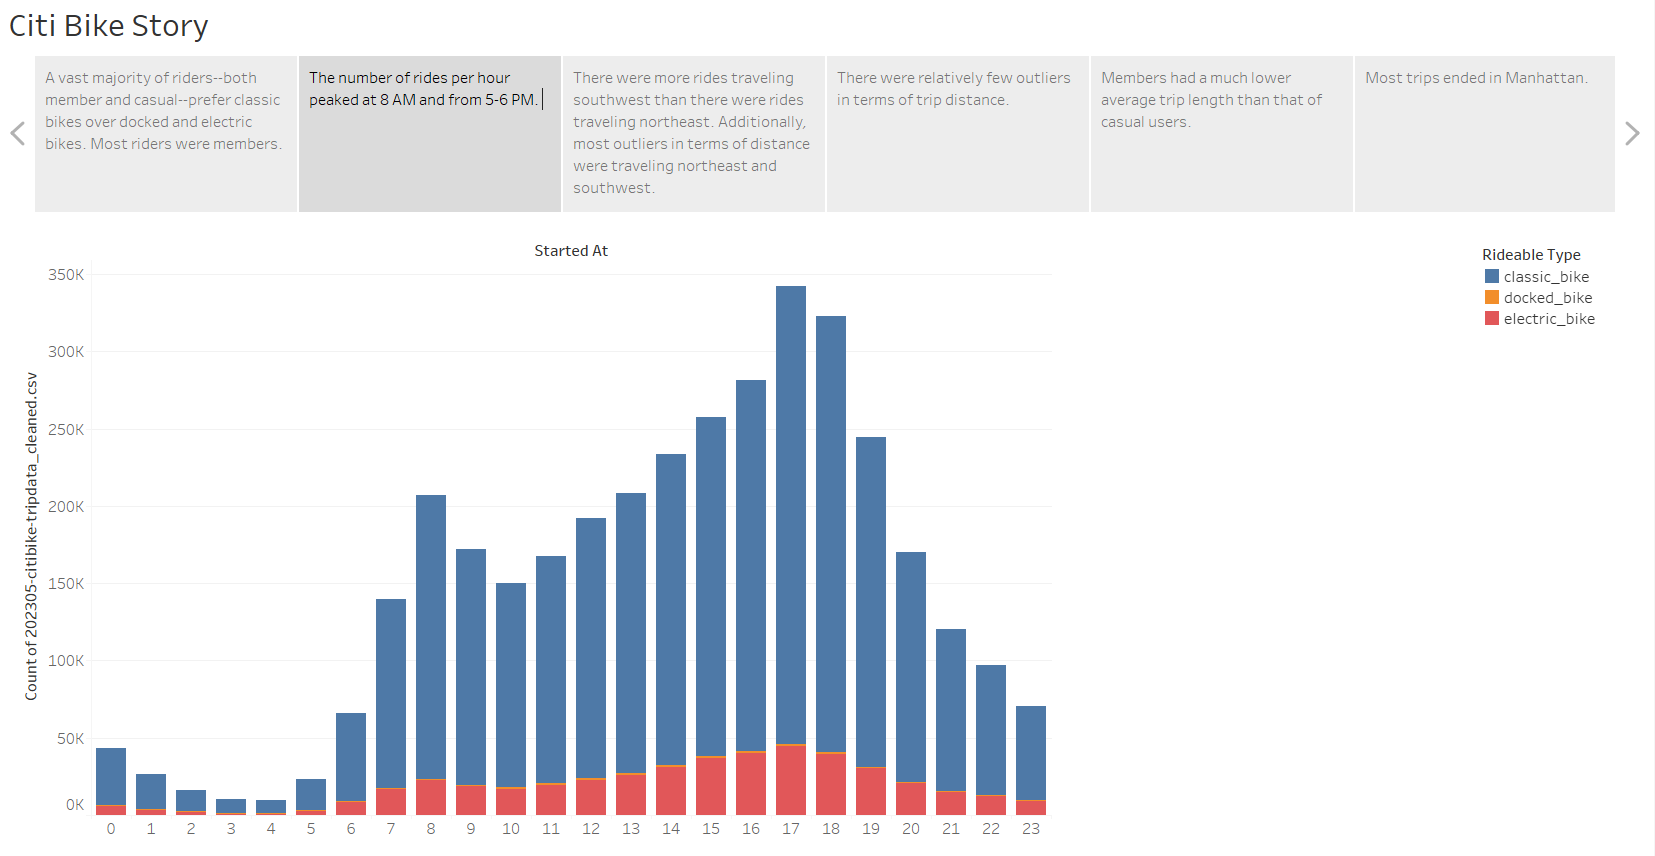 Citi Bike Story
A vast majority of riders--both
member and casual--prefer classic
bikes over docked and electric
bikes. Most riders were members.
The number of rides per hour
peaked at 8 AM and from 5-6 PM.
There were more rides traveling
southwest than there were rides
traveling northeast. Additionally,
most outliers in terms of distance
were traveling northeast and
southwest.
There were relatively few outliers
in terms of trip distance.
Members had a much lower
average trip length than that of
casual users.
Most trips ended in Manhattan.
Started At
Count of 202305-citibike-tripdata_cleaned.csv
350K
300K
250K
200K
150K
100K
50K
0K
0 1 2 3 4 5 6 7 8 9 10 11 12 13 14 15 16 17 18 19 20 21 22 23
Rideable Type
classic_bike
docked_bike
electric_bike